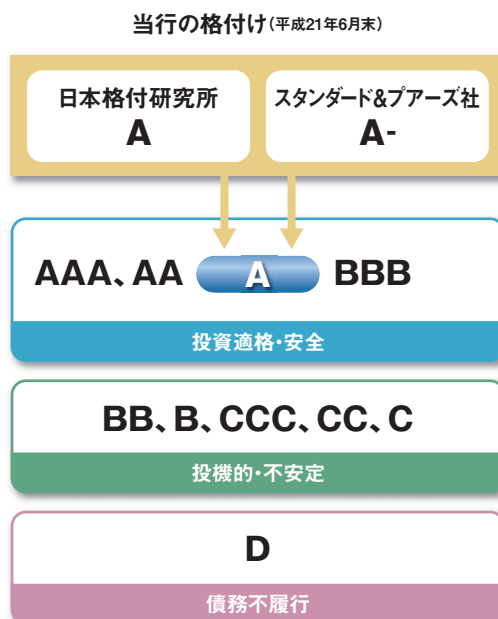 当行の格付け(平成21年6月末)
日本格付研究所
A
スタンダード&プアーズ社
A-
AAA、AA A BBB
投資適格・安全
BB、B、CCC、CC、C
投機的・不安定
D
債務不履行